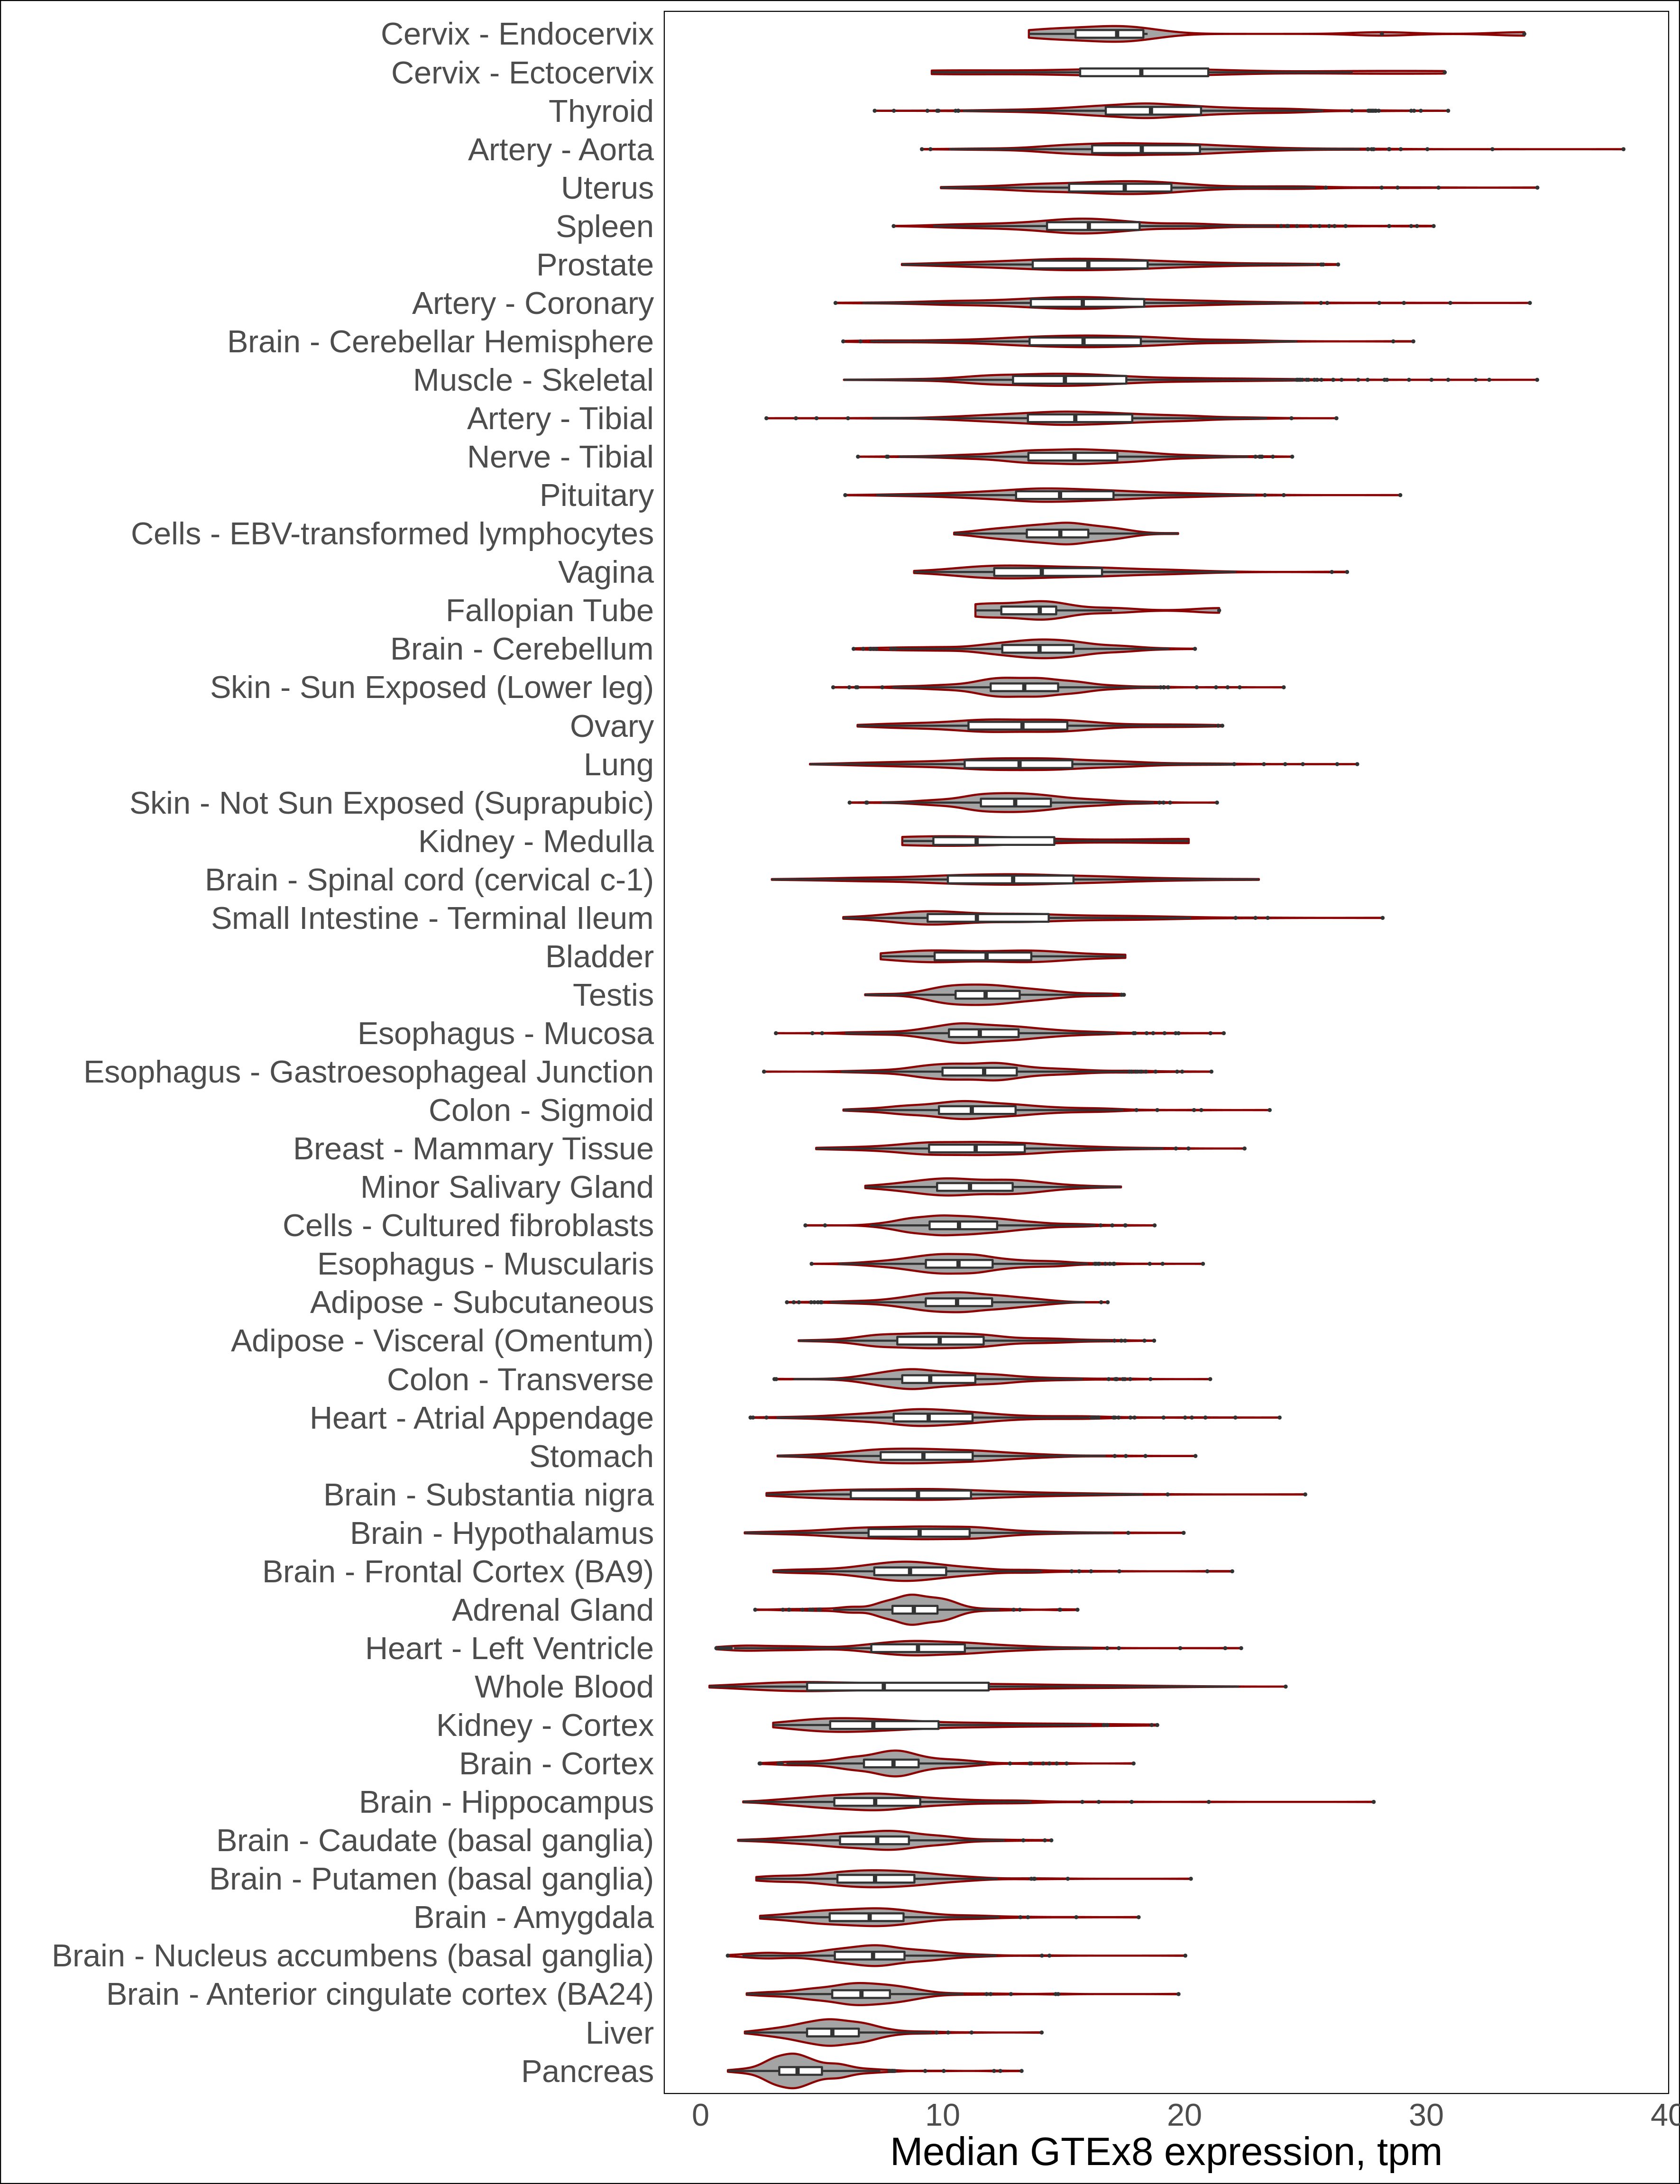 Cervix - Endocervix
Cervix - Ectocervix
Thyroid
Artery - Aorta
Uterus
Spleen
Prostate
Artery - Coronary
Brain - Cerebellar Hemisphere
Muscle - Skeletal
Artery - Tibial
Nerve - Tibial
Pituitary
Cells - EBV-transformed lymphocytes
Vagina
Fallopian Tube
Brain - Cerebellum
Skin - Sun Exposed (Lower leg)
Ovary
Lung
Skin - Not Sun Exposed (Suprapubic)
Kidney - Medulla
Brain - Spinal cord (cervical c-1)
Small Intestine - Terminal Ileum
Bladder
Testis
Esophagus - Mucosa
Esophagus - Gastroesophageal Junction
Colon - Sigmoid
Breast - Mammary Tissue
Minor Salivary Gland
Cells - Cultured fibroblasts
Esophagus - Muscularis
Adipose - Subcutaneous
Adipose - Visceral (Omentum)
Colon - Transverse
Heart - Atrial Appendage
Stomach
Brain - Substantia nigra
Brain - Hypothalamus
Brain - Frontal Cortex (BA9)
Adrenal Gland
Heart - Left Ventricle
Whole Blood
Kidney - Cortex
Brain - Cortex
Brain - Hippocampus
Brain - Caudate (basal ganglia)
Brain - Putamen (basal ganglia)
Brain - Amygdala
Brain - Nucleus accumbens (basal ganglia)
Brain - Anterior cingulate cortex (BA24)
Liver
Pancreas
0 10 20 30 40
Median GTEx8 expression, tpm